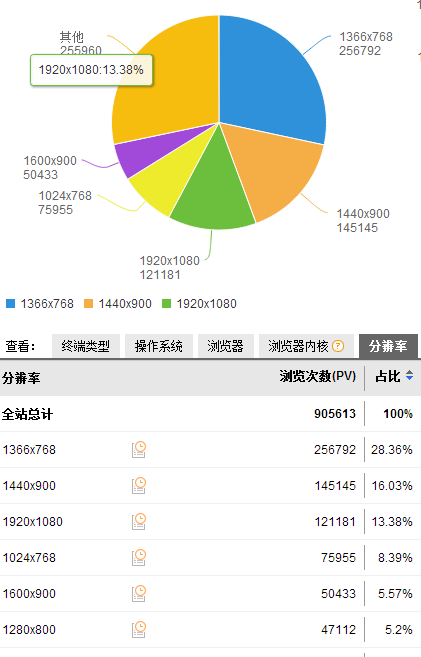 其他
255960
1366x768
256792
1920x1080:13.38%
1600x900
50433
1024x768
75955
1440x900
145145
1920x1080
121181
1366x768 1440x900 1920x1080
查看： 终端类型 操作系统 浏览器 浏览器内核 ? 分辨率
分辨率 浏览次数(PV) 占比
全站总计 905613 100%
1366x768 256792 28.36%
1440x900 145145 16.03%
1920x1080 121181 13.38%
1024x768 75955 8.39%
1600x900 50433 5.57%
1280x800 47112 5.2%